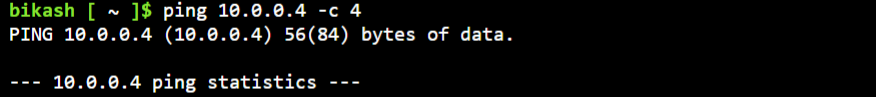 bikash [ ~ ]$ ping 10.0.0.4 -c 4
PING 10.0.0.4 (10.0.0.4) 56(84) bytes of data.
--- 10.0.0.4 ping statistics ---